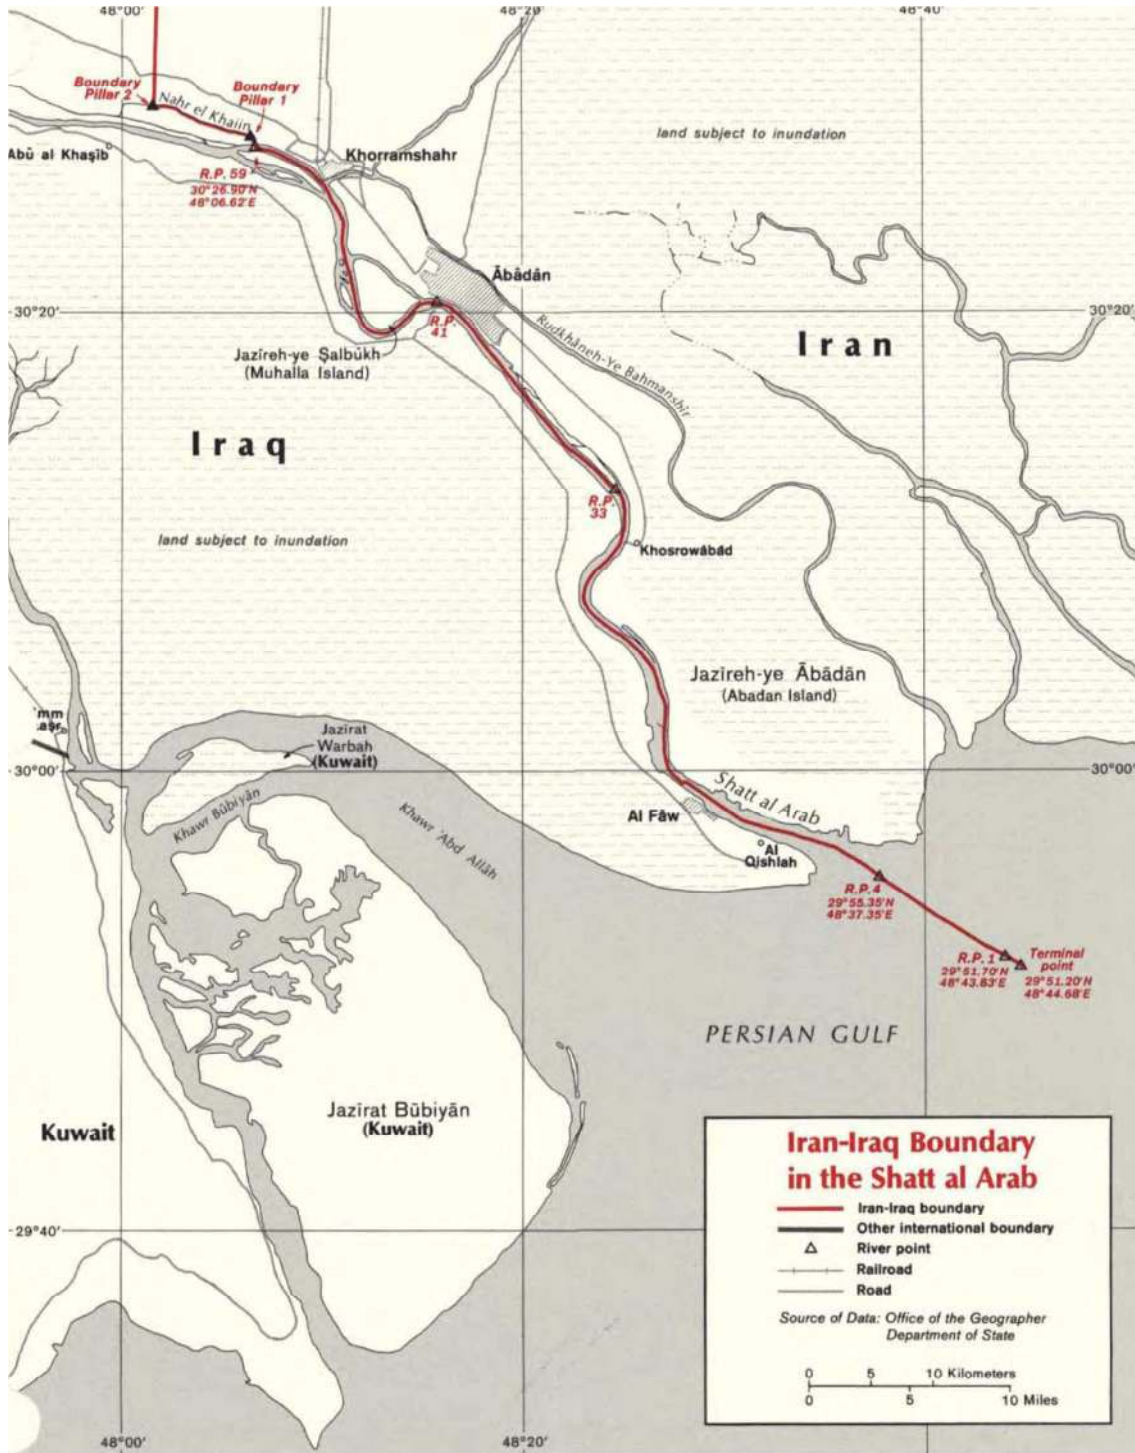 48°00'
48°20'
48°40'
Boundary
Pillar 2
Boundary
Pillar 1
Nahr el Khaiin
Abū al Khaṣīb
R.P. 59
30°26.90'N
48°06.62'E
Khorramshahr
land subject to inundation
Ābādān
30°20'
30°20'
R.P.
41
Jazīreh-ye Ṣalbūkh
(Muhalla Island)
Rudkhāneh-Ye Bahmanshīr
Iran
Iraq
R.P.
33
land subject to inundation
Khosrowābād
Jazīreh-ye Ābādān
(Abadan Island)
mm
aṣr
Jazīrat
Warbah
(Kuwait)
30°00'
30°00'
Shatt al Arab
Khawr Būbiyān
Khawr 'Abd Allāh
Al Fāw
Al
Qishlah
R.P.4
29°55.35'N
48°37.35'E
R.P. 1
29°51.70'N
48°43.83'E
Terminal
point
29°51.20'N
48°44.68'E
PERSIAN GULF
Jazīrat Būbiyān
(Kuwait)
Kuwait
29°40'
Iran-Iraq Boundary
in the Shatt al Arab
Iran-Iraq boundary
Other international boundary
River point
Railroad
Road
Source of Data: Office of the Geographer
Department of State
0 5 10 Kilometers
0 5 10 Miles
48°00'
48°20'